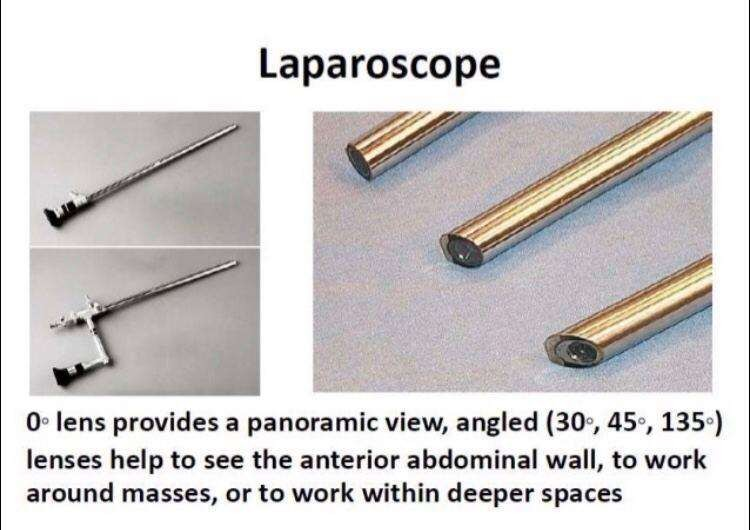 Laparoscope
0° lens provides a panoramic view, angled (30°, 45°, 135°)
lenses help to see the anterior abdominal wall, to work
around masses, or to work within deeper spaces